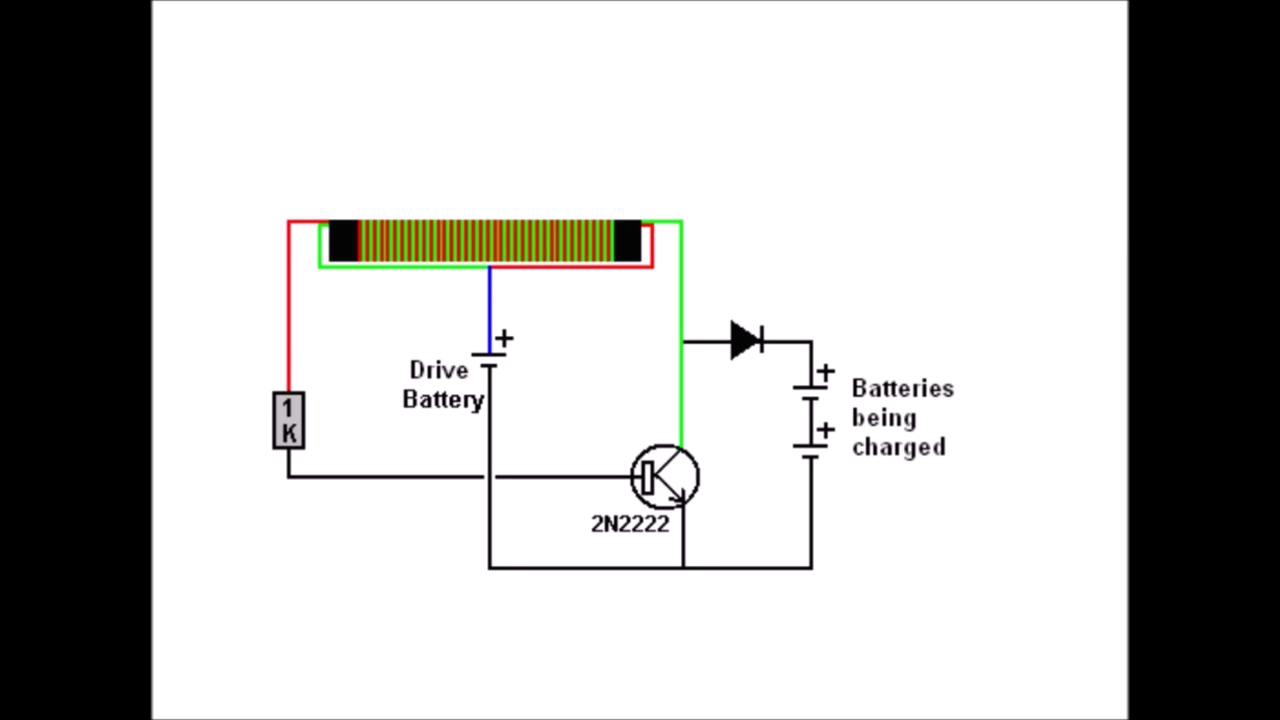 +
Drive
Battery
1
K
+
+
Batteries
being
charged
2N2222